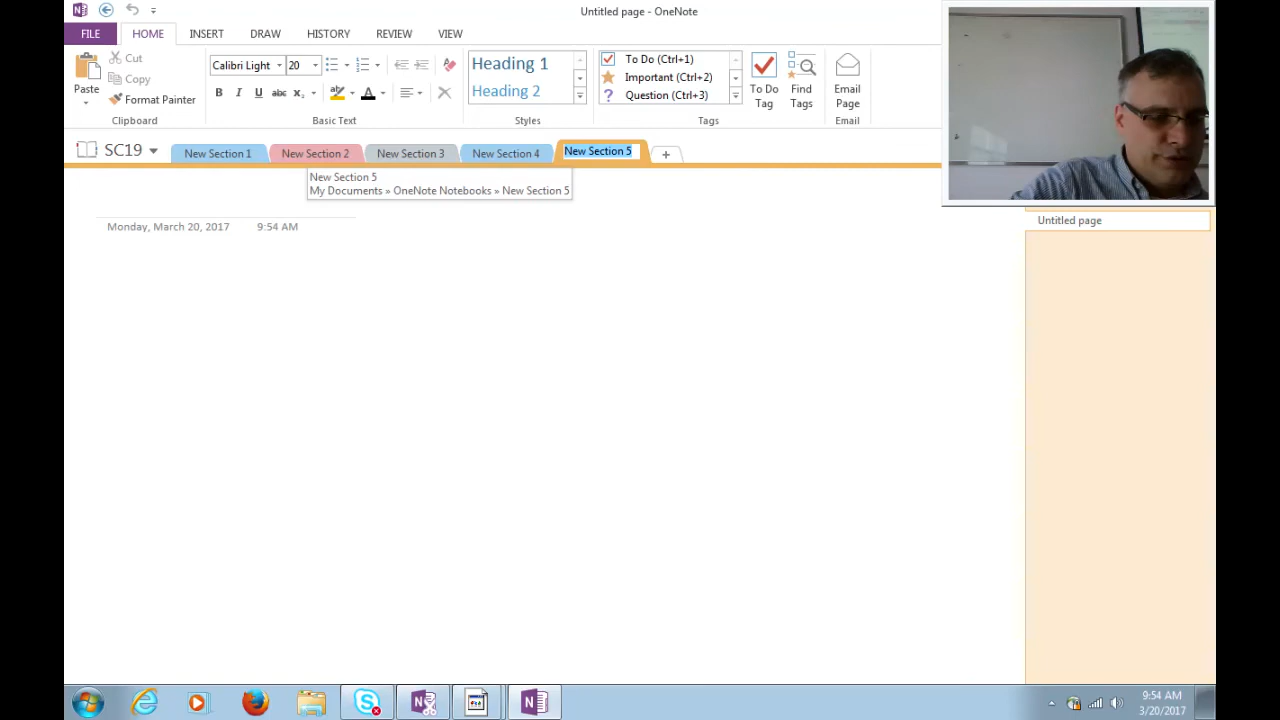 Untitled page - OneNote
FILE HOME INSERT DRAW HISTORY REVIEW VIEW
Paste
Cut
Copy
Format Painter
Clipboard
Calibri Light 20
B I U abc x₂ A
Basic Text
Heading 1
Heading 2
Styles
To Do (Ctrl+1)
Important (Ctrl+2)
Question (Ctrl+3)
To Do Tag
Find Tags
Tags
Email Page
Email
SC19 New Section 1 New Section 2 New Section 3 New Section 4 New Section 5 +
New Section 5
My Documents » OneNote Notebooks » New Section 5
Monday, March 20, 2017 9:54 AM
Untitled page
9:54 AM
3/20/2017